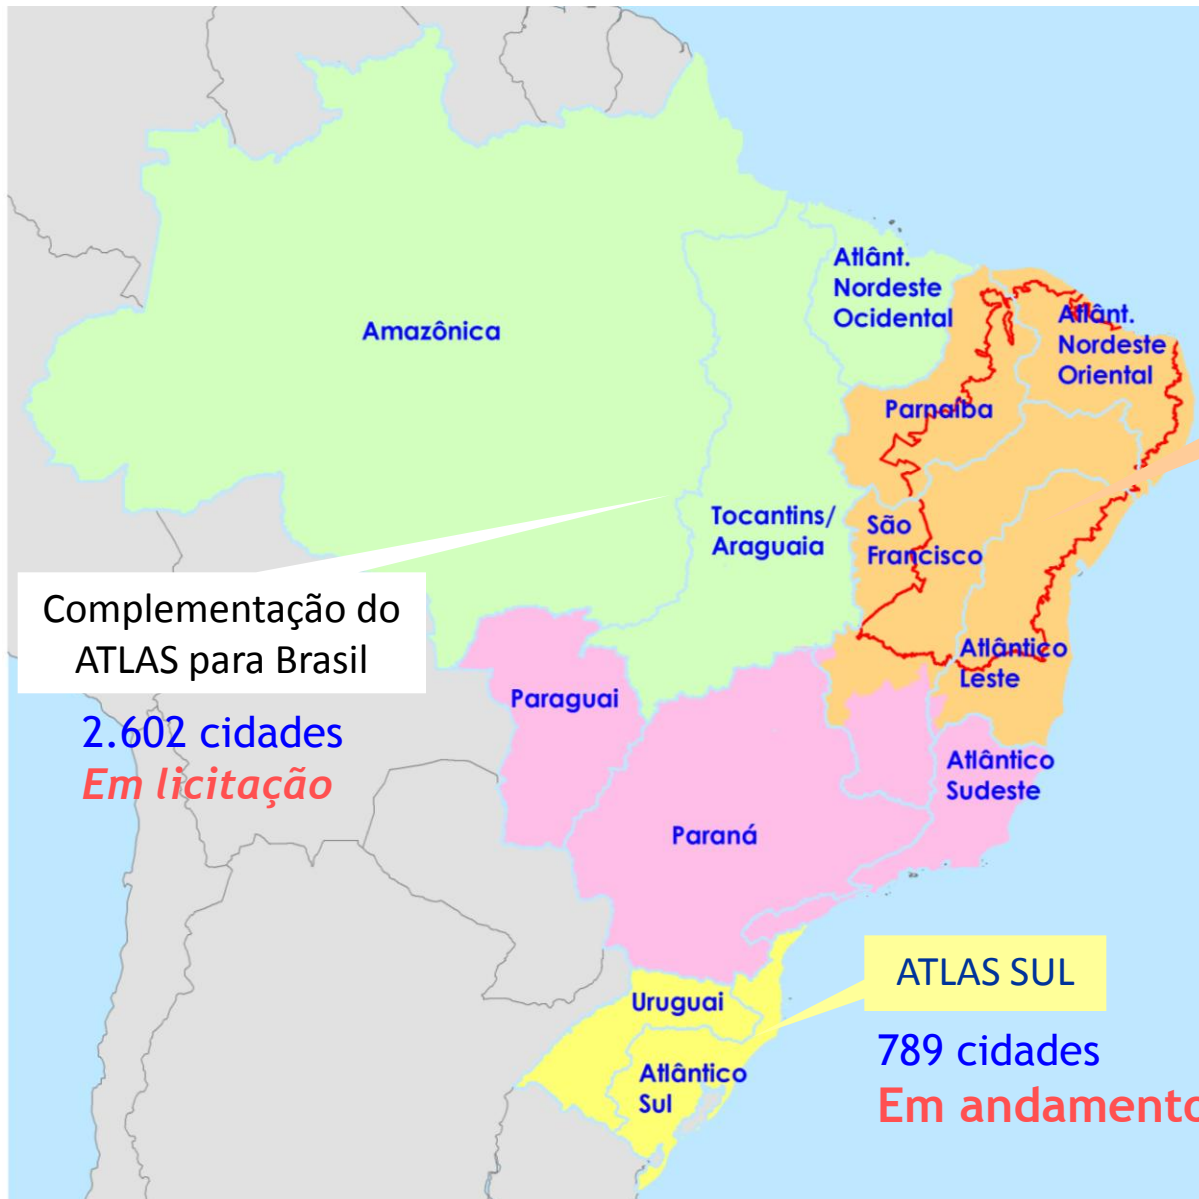 Atlânt.
Nordeste
Ocidental
Amazônica
Atlânt.
Nordeste
Oriental
Parnaíba
Tocantins/
Araguaia
São
Francisco
Complementação do
ATLAS para Brasil
2.602 cidades
Em licitação
Atlântico
Leste
Paraguai
Atlântico
Sudeste
Paraná
ATLAS SUL
Uruguai
789 cidades
Em andamento
Atlântico
Sul